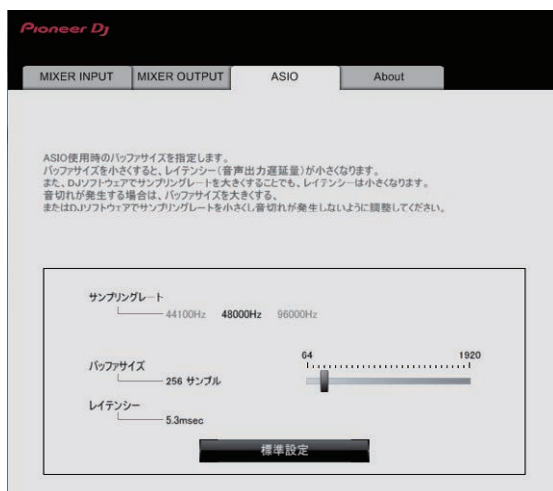 Pioneer Dj
MIXER INPUT MIXER OUTPUT ASIO About
ASIO使用時のバッファサイズを指定します。
バッファサイズを小さくすると、レイテンシー（音声出力遅延量）が小さくなります。
また、DJソフトウェアでサンプリングレートを大きくすることでも、レイテンシーは小さくなります。
音切れが発生する場合は、バッファサイズを大きくする、
またはDJソフトウェアでサンプリングレートを小さくし音切れが発生しないように調整してください。
サンプリングレート
44100Hz 48000Hz 96000Hz
64 1920
バッファサイズ
256 サンプル
レイテンシー
5.3msec
標準設定